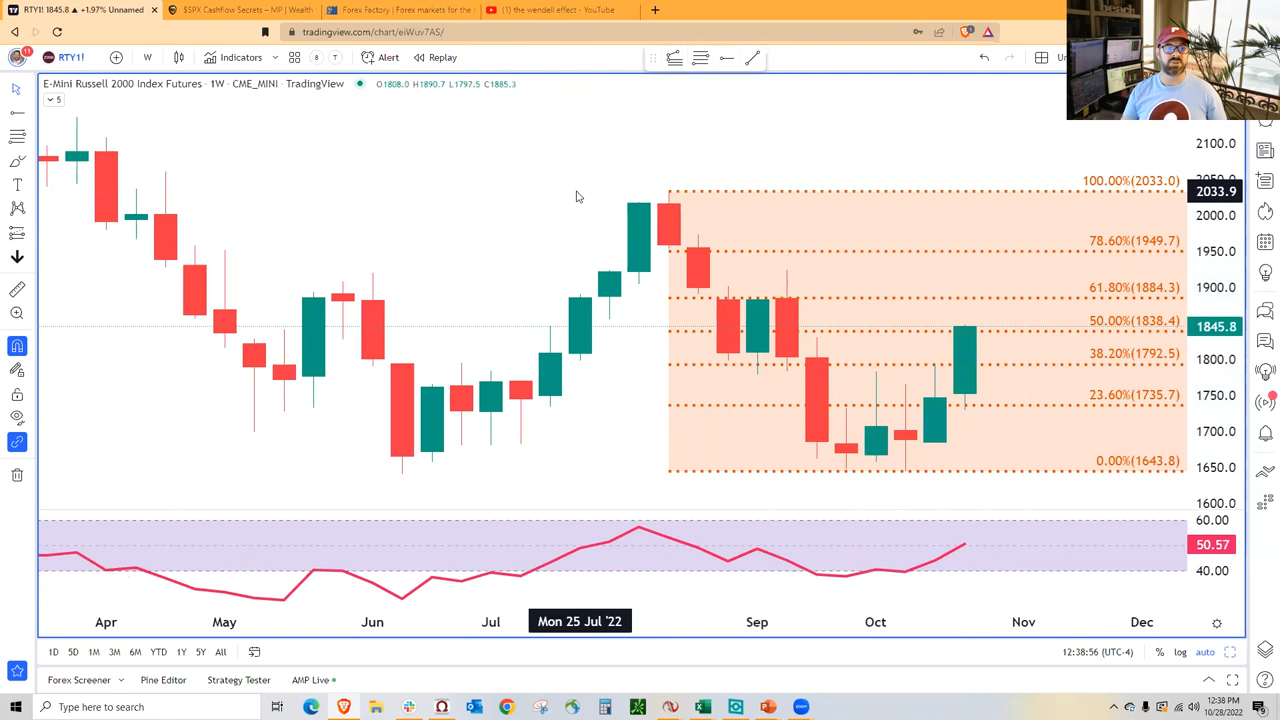 RTY1! 1845.8 ▲ +1.97% Unnamed
$SPX Cashflow Secrets – MP | Wealth
Forex Factory | Forex markets for the
(1) the wendell effect - YouTube
tradingview.com/chart/eiWuv7AS/
11
RTY1!
W
Indicators
8
T
Alert
Replay
E-Mini Russell 2000 Index Futures · 1W · CME_MINI · TradingView
O1808.0 H1890.7 L1797.5 C1885.3
5
100.00%(2033.0)
78.60%(1949.7)
61.80%(1884.3)
50.00%(1838.4)
38.20%(1792.5)
23.60%(1735.7)
0.00%(1643.8)
2100.0
2033.9
2000.0
1950.0
1900.0
1845.8
1800.0
1750.0
1700.0
1650.0
1600.0
60.00
50.57
40.00
Apr
May
Jun
Jul
Mon 25 Jul '22
Sep
Oct
Nov
Dec
1D 5D 1M 3M 6M YTD 1Y 5Y All
12:38:56 (UTC-4)
% log auto
Forex Screener
Pine Editor
Strategy Tester
AMP Live
Type here to search
12:38 PM
10/28/2022